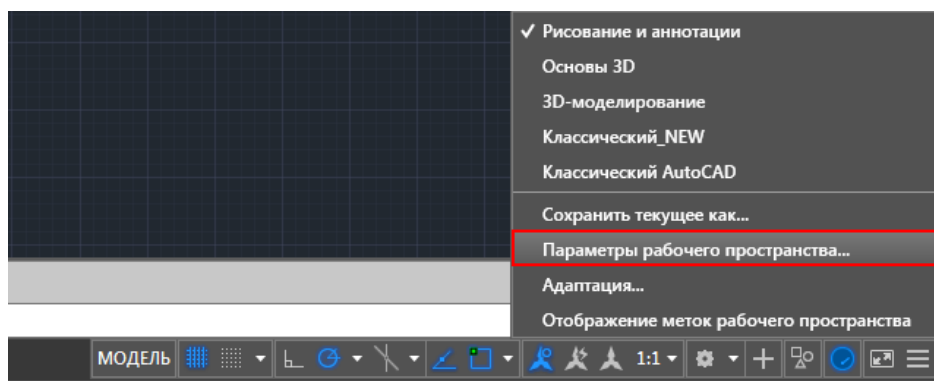 Рисование и аннотации
Основы 3D
3D-моделирование
Классический_NEW
Классический AutoCAD
Сохранить текущее как...
Параметры рабочего пространства...
Адаптация...
Отображение меток рабочего пространства
МОДЕЛЬ 1:1